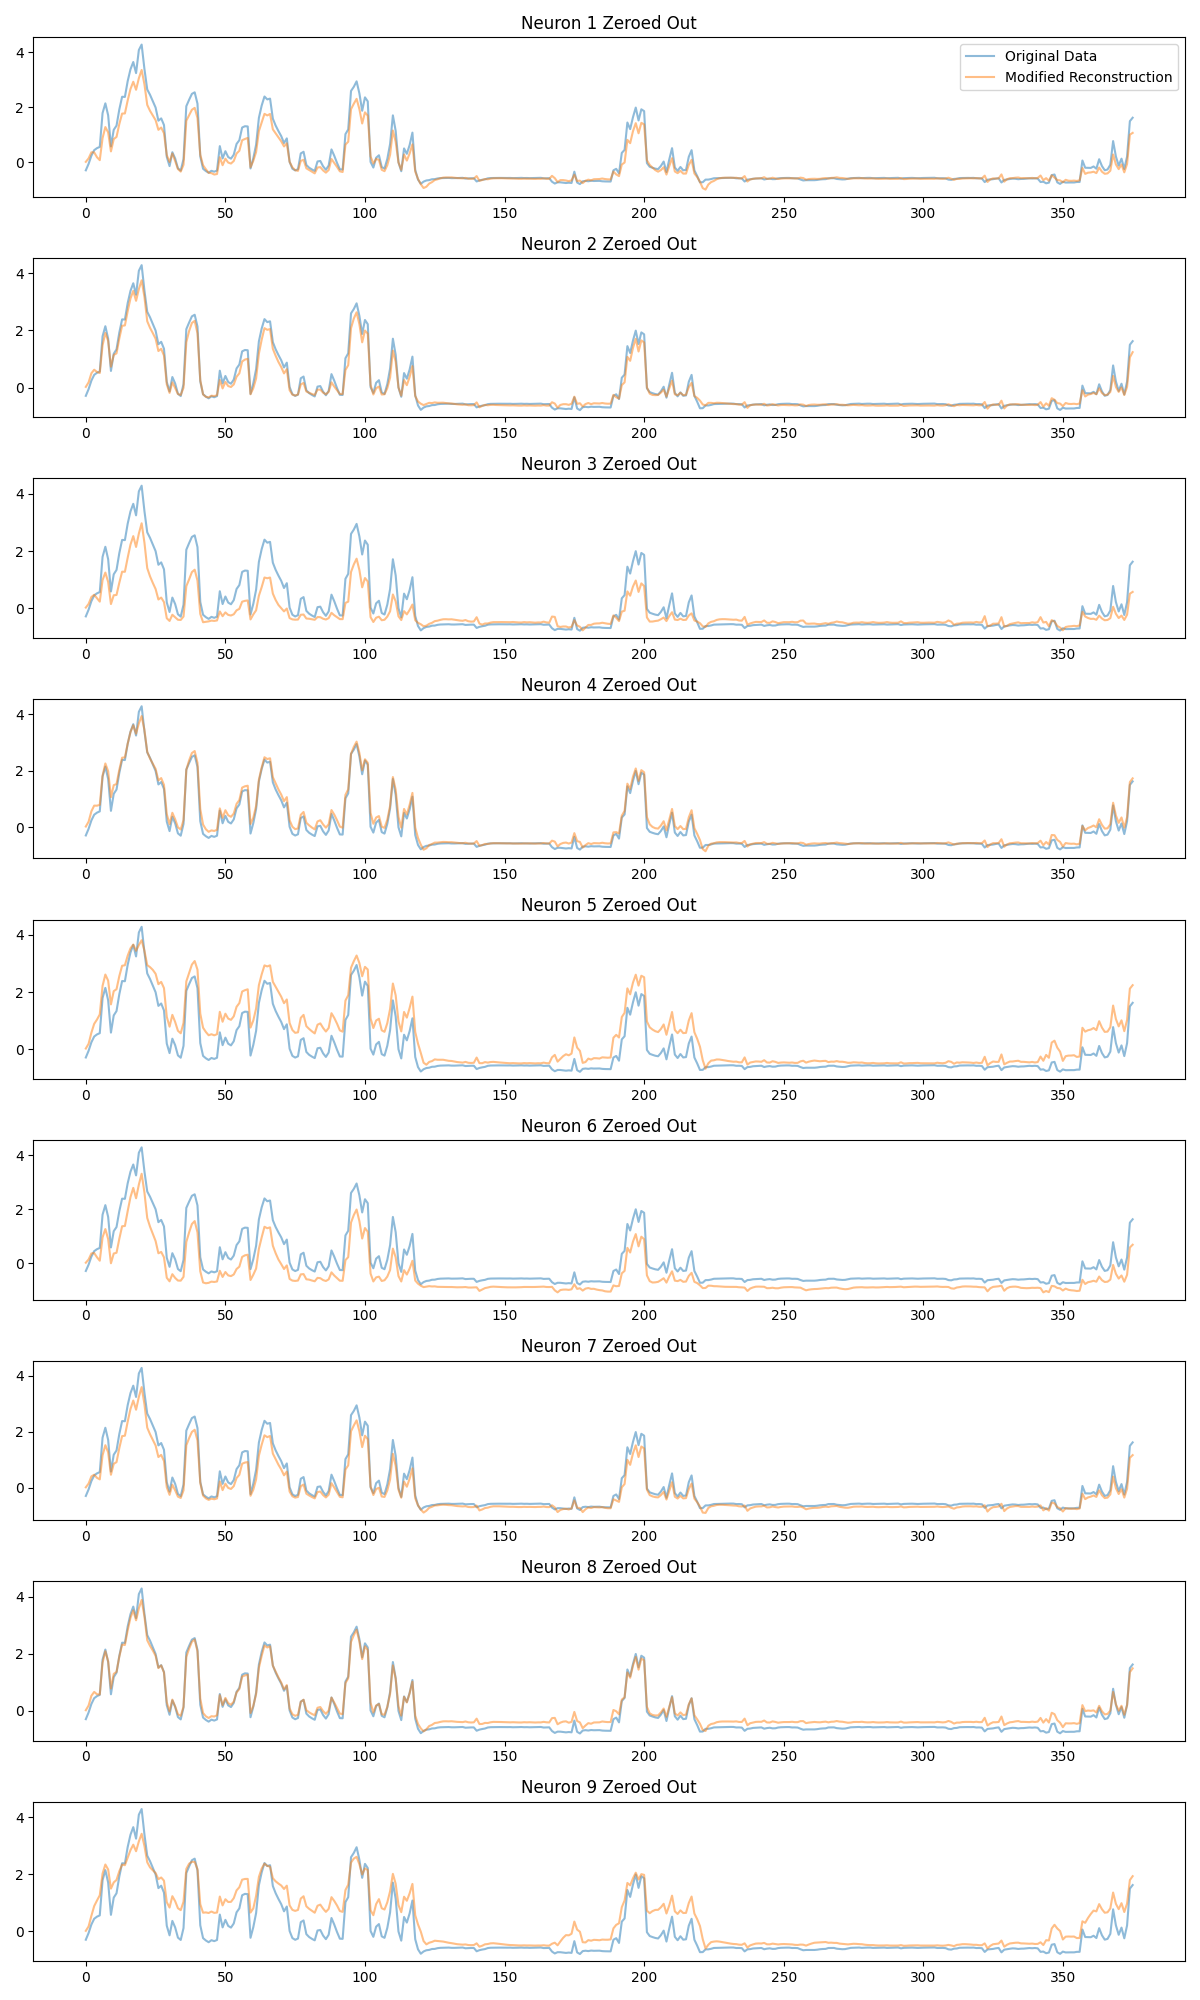 Neuron 1 Zeroed Out
4
2
0
Original Data
Modified Reconstruction
0 50 100 150 200 250 300 350
Neuron 2 Zeroed Out
4
2
0
0 50 100 150 200 250 300 350
Neuron 3 Zeroed Out
4
2
0
0 50 100 150 200 250 300 350
Neuron 4 Zeroed Out
4
2
0
0 50 100 150 200 250 300 350
Neuron 5 Zeroed Out
4
2
0
0 50 100 150 200 250 300 350
Neuron 6 Zeroed Out
4
2
0
0 50 100 150 200 250 300 350
Neuron 7 Zeroed Out
4
2
0
0 50 100 150 200 250 300 350
Neuron 8 Zeroed Out
4
2
0
0 50 100 150 200 250 300 350
Neuron 9 Zeroed Out
4
2
0
0 50 100 150 200 250 300 350